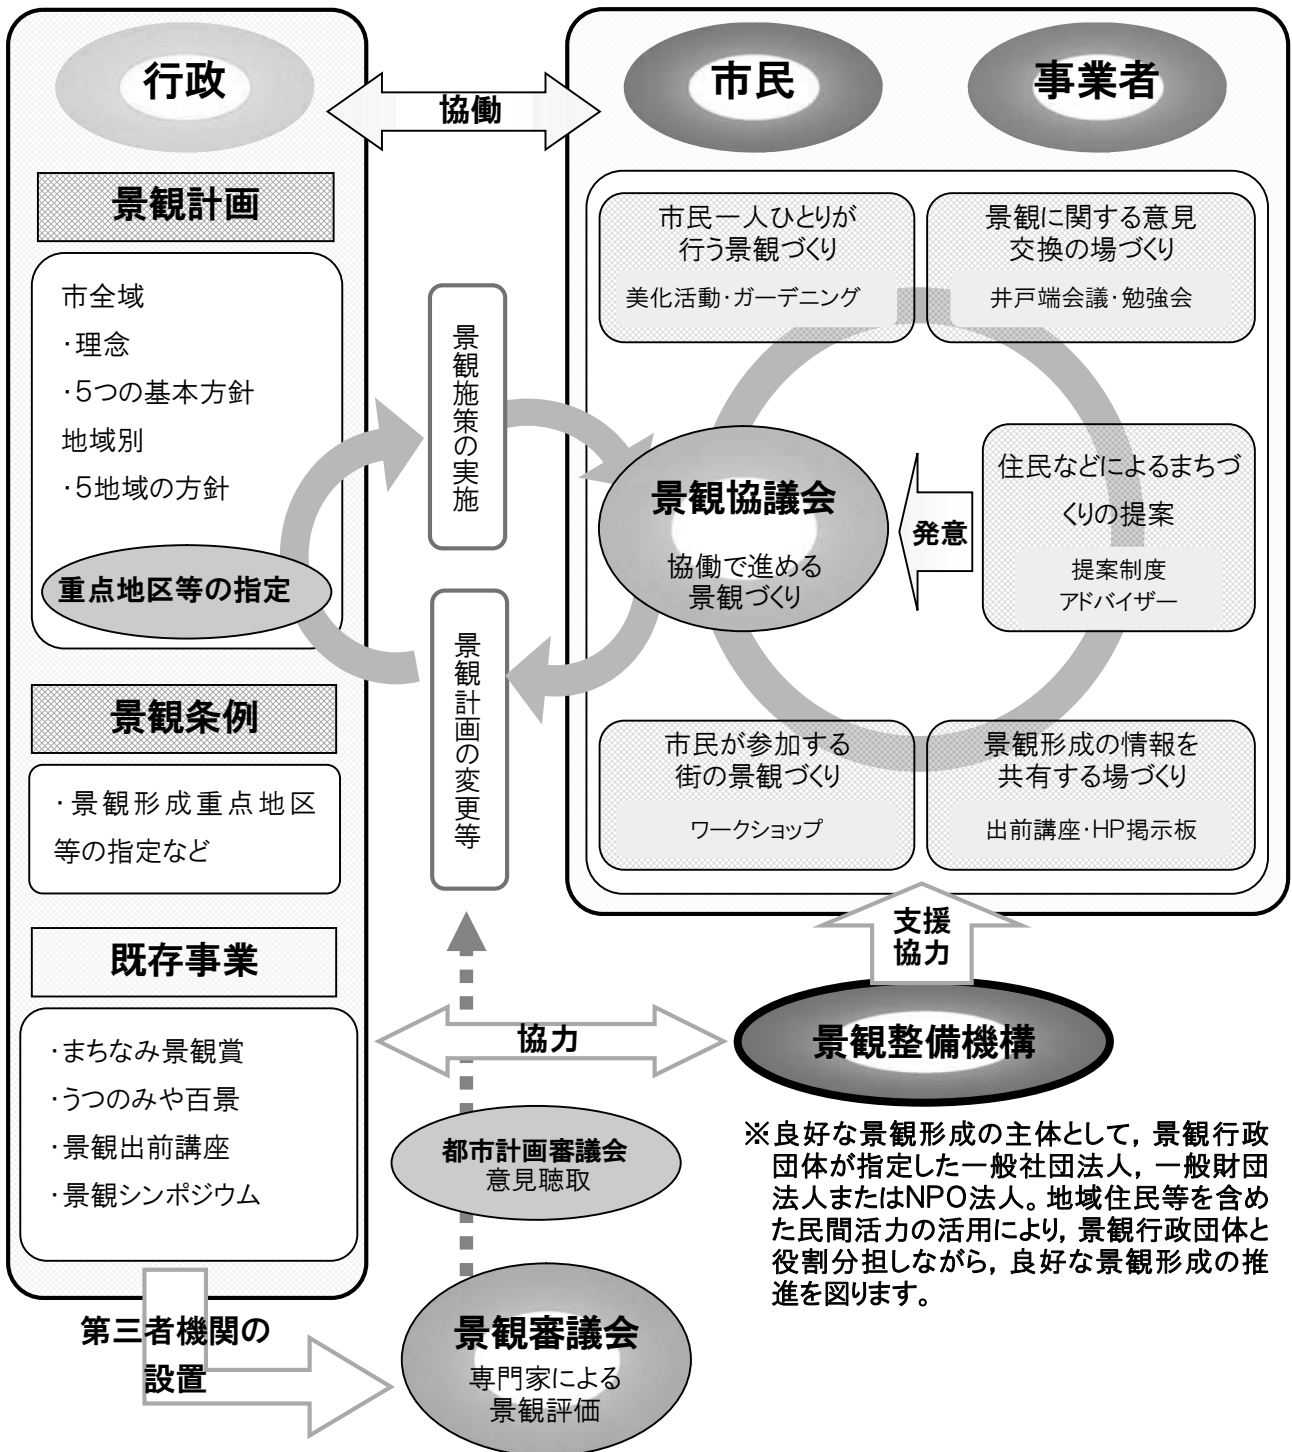 行政
協働
市民
事業者
景観計画
市全域
・理念
・5つの基本方針
地域別
・5地域の方針
重点地区等の指定
景観条例
・景観形成重点地区
等の指定など
既存事業
・まちなみ景観賞
・うつのみや百景
・景観出前講座
・景観シンポジウム
第三者機関の
設置
景観施策の実施
景観計画の変更等
市民一人ひとりが
行う景観づくり
美化活動・ガーデニング
景観に関する意見
交換の場づくり
井戸端会議・勉強会
景観協議会
協働で進める
景観づくり
発意
住民などによるまちづ
くりの提案
提案制度
アドバイザー
市民が参加する
街の景観づくり
ワークショップ
景観形成の情報を
共有する場づくり
出前講座・HP掲示板
支援
協力
協力
景観整備機構
都市計画審議会
意見聴取
景観審議会
専門家による
景観評価
※良好な景観形成の主体として，景観行政
団体が指定した一般社団法人，一般財団
法人またはNPO法人。地域住民等を含め
た民間活力の活用により，景観行政団体と
役割分担しながら，良好な景観形成の推
進を図ります。